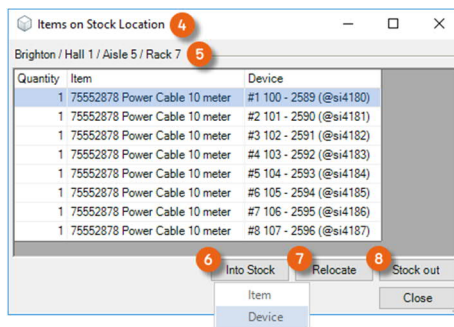 Items on Stock Location 4
Brighton / Hall 1 / Aisle 5 / Rack 7 5
Quantity Item Device
1 75552878 Power Cable 10 meter #1 100 - 2589 (@si4180)
1 75552878 Power Cable 10 meter #2 101 - 2590 (@si4181)
1 75552878 Power Cable 10 meter #3 102 - 2591 (@si4182)
1 75552878 Power Cable 10 meter #4 103 - 2592 (@si4183)
1 75552878 Power Cable 10 meter #5 104 - 2593 (@si4184)
1 75552878 Power Cable 10 meter #6 105 - 2594 (@si4185)
1 75552878 Power Cable 10 meter #7 106 - 2595 (@si4186)
1 75552878 Power Cable 10 meter #8 107 - 2596 (@si4187)
6 7 8
Into Stock Relocate Stock out
Item Close
Device